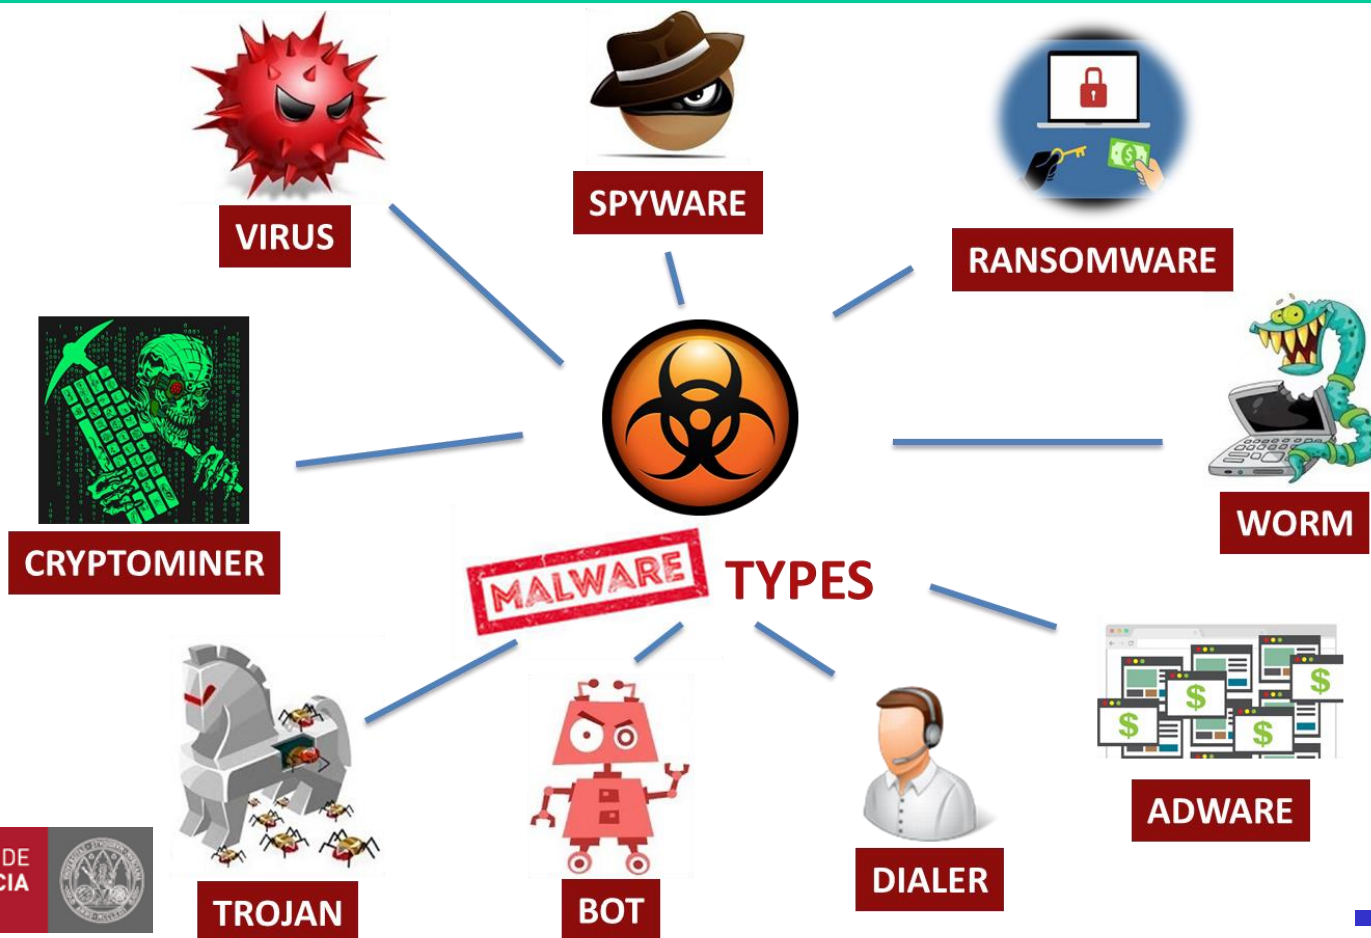 VIRUS
SPYWARE
RANSOMWARE
CRYPTOMINER
WORM
MALWARE TYPES
ADWARE
TROJAN
BOT
DIALER
DE
CIA